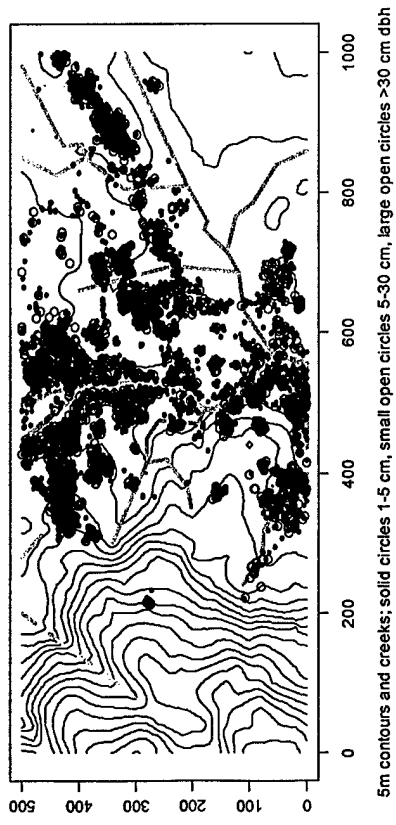 500 400 300 200 100 0
0 200 400 600 800 1000
5m contours and creeks; solid circles 1-5 cm, small open circles 5-30 cm, large open circles >30 cm dbh